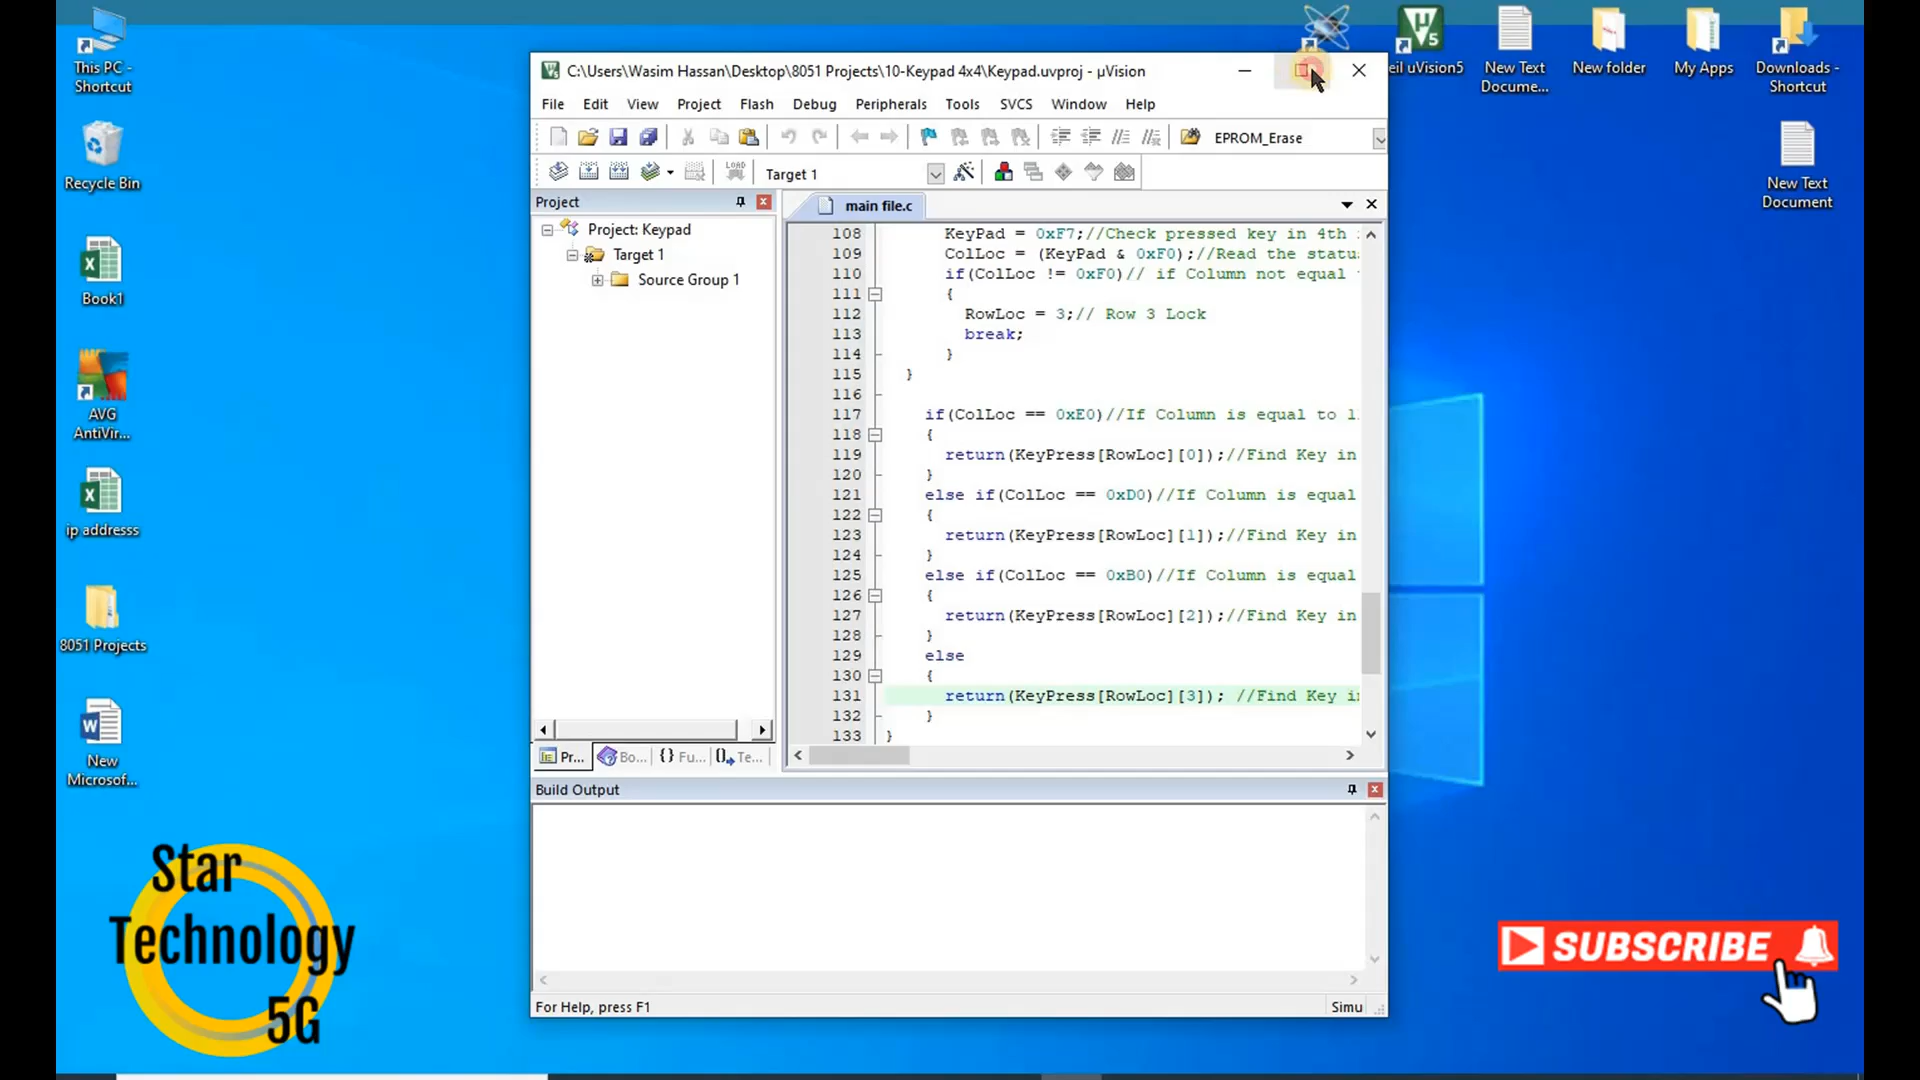 This PC -
Shortcut
Recycle Bin
Book1
AVG
AntiVir...
ip addresss
8051 Projects
New
Microsof...
Star
Technology
5G
C:\Users\Wasim Hassan\Desktop\8051 Projects\10-Keypad 4x4\Keypad.uvproj - µVision
File Edit View Project Flash Debug Peripherals Tools SVCS Window Help
EPROM_Erase
LOAD
Target 1
Project
Project: Keypad
Target 1
Source Group 1
Pr... Bo... {} Fu... Te...
main file.c
108 KeyPad = 0xF7;//Check pressed key in 4th
109 ColLoc = (KeyPad & 0xF0);//Read the statu
110 if(ColLoc != 0xF0)// if Column not equal
111 {
112 RowLoc = 3;// Row 3 Lock
113 break;
114 }
115 }
116
117 if(ColLoc == 0xE0)//If Column is equal to 1
118 {
119 return(KeyPress[RowLoc][0]);//Find Key in
120 }
121 else if(ColLoc == 0xD0)//If Column is equal
122 {
123 return(KeyPress[RowLoc][1]);//Find Key in
124 }
125 else if(ColLoc == 0xB0)//If Column is equal
126 {
127 return(KeyPress[RowLoc][2]);//Find Key in
128 }
129 else
130 {
131 return(KeyPress[RowLoc][3]); //Find Key i
132 }
133 }
Build Output
For Help, press F1
Simu
eil uVision5
New Text
Docume...
New folder
My Apps
Downloads -
Shortcut
New Text
Document
SUBSCRIBE